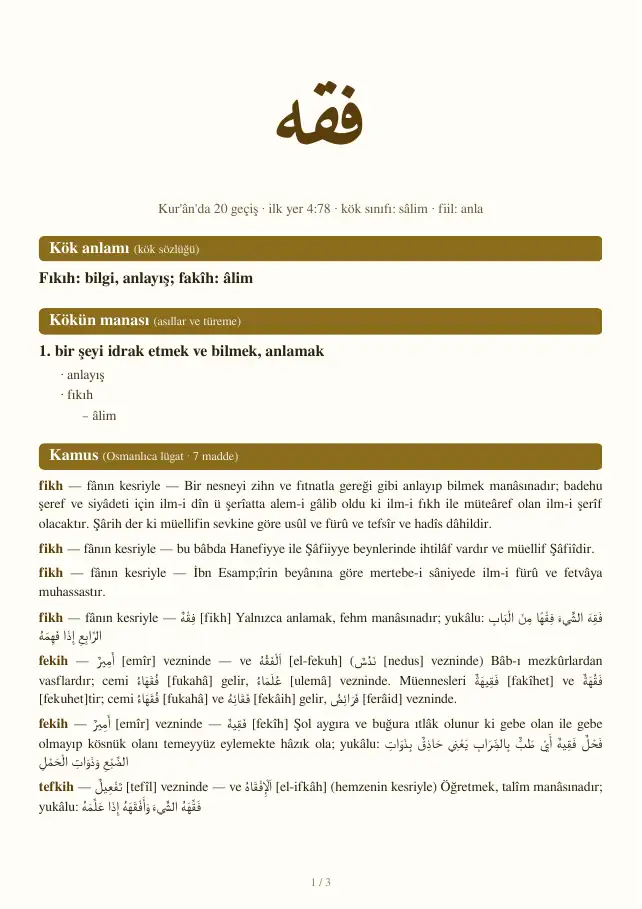 فقه
Kur'ân'da 20 geçiş · ilk yer 4:78 · kök sınıfı: sâlim · fiil: anla
Kök anlamı (kök sözlüğü)
Fıkıh: bilgi, anlayış; fakîh: âlim
Kökün manası (asıllar ve türeme)
1. bir şeyi idrak etmek ve bilmek, anlamak
· anlayış
· fıkıh
– âlim
Kamus (Osmanlıca lügat · 7 madde)
fikh — fânın kesriyle — Bir nesneyi zihn ve fıtnatla gereği gibi anlayıp bilmek manâsınadır; badehu
şeref ve siyâdeti için ilm-i dîn ü şerîatta alem-i gâlib oldu ki ilm-i fıkh ile müteâref olan ilm-i şerîf
olacaktır. Şârih der ki müellifin sevkine göre usûl ve fürû ve tefsîr ve hadîs dâhildir.
fikh — fânın kesriyle — bu bâbda Hanefiyye ile Şâfiiyye beynlerinde ihtilâf vardır ve müellif Şâfiîdir.
fikh — fânın kesriyle — İbn Esamp;îrin beyânına göre mertebe-i sâniyede ilm-i fürû ve fetvâya
muhassastır.
fikh — fânın kesriyle — فِقْهٌ [fikh] Yalnızca anlamak, fehm manâsınadır; yukâlu: فَقِهَ الشَّيْءَ فِقْهًا مِنَ الْبَابِ
الرَّابِعِ إِذَا فَهِمَهُ
fekih — أَمِيرٌ [emîr] vezninde — ve اَلْفَقُهُ [el-fekuh] (نَدُسٌ [nedus] vezninde) Bâb-ı mezkûrlardan
vasflardır; cemi فُقَهَاءُ [fukahâ] gelir, عُلَمَاءُ [ulemâ] vezninde. Müennesleri فَقِيهَةٌ [fakîhet] ve فَقُهَةٌ
[fekuhet]tir; cemi فُقَهَاءُ [fukahâ] ve فَقَائِهُ [fekâih] gelir, فَرَائِضُ [ferâid] vezninde.
fekih — أَمِيرٌ [emîr] vezninde — فَقِيهٌ [fekîh] Şol aygıra ve buğura ıtlâk olunur ki gebe olan ile gebe
olmayıp kösnük olanı temeyyüz eylemekte hâzık ola; yukâlu: فَحْلٌ فَقِيهٌ أَيْ طَبٌّ بِالضِّرَابِ يَعْنِي حَاذِقٌ بِذَوَاتِ
الضَّبْعِ وَذَوَاتِ الْحَمْلِ
tefkih — تَفْعِيلٌ [tefîl] vezninde — ve اَلْإِفْقَاهُ [el-ifkâh] (hemzenin kesriyle) Öğretmek, talîm manâsınadır;
yukâlu: فَقَّهَهُ الشَّيْءَ وَأَفْقَهَهُ إِذَا عَلَّمَهُ
1 / 3